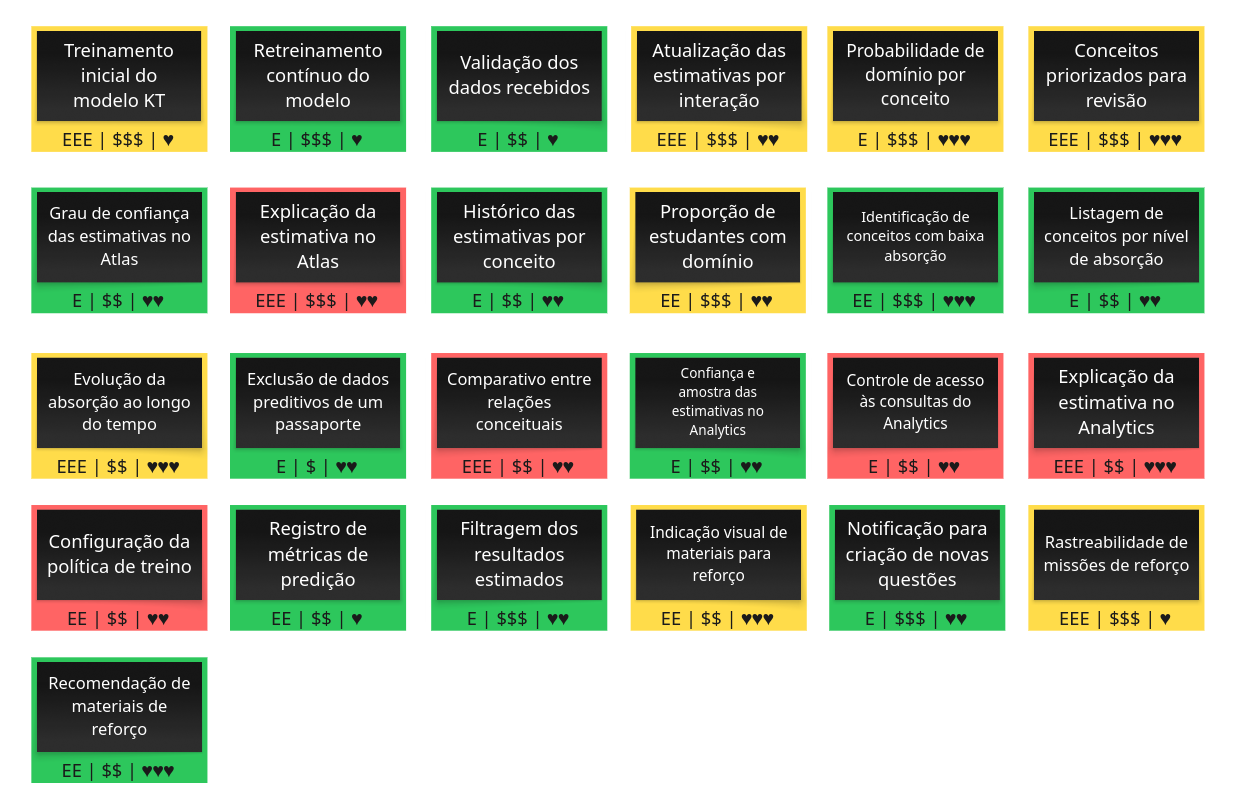 Treinamento
inicial do
modelo KT
EEE | $$$ | ♥
Retreinamento
contínuo do
modelo
E | $$$ | ♥
Validação dos
dados recebidos
E | $$ | ♥
Atualização das
estimativas por
interação
EEE | $$$ | ♥♥
Probabilidade de
domínio por
conceito
E | $$$ | ♥♥♥
Conceitos
priorizados para
revisão
EEE | $$$ | ♥♥♥
Grau de confiança
das estimativas no
Atlas
E | $$ | ♥♥
Explicação da
estimativa no
Atlas
EEE | $$$ | ♥♥
Histórico das
estimativas por
conceito
E | $$ | ♥♥
Proporção de
estudantes com
domínio
EE | $$$ | ♥♥
Identificação de
conceitos com baixa
absorção
EE | $$$ | ♥♥♥
Listagem de
conceitos por nível
de absorção
E | $$ | ♥♥
Evolução da
absorção ao longo
do tempo
EEE | $$ | ♥♥♥
Exclusão de dados
preditivos de um
passaporte
E | $ | ♥♥
Comparativo entre
relações
conceituais
EEE | $$ | ♥♥
Confiança e
amostra das
estimativas no
Analytics
E | $$ | ♥♥
Controle de acesso
às consultas do
Analytics
E | $$ | ♥♥
Explicação da
estimativa no
Analytics
EEE | $$ | ♥♥♥
Configuração da
política de treino
EE | $$ | ♥♥
Registro de
métricas de
predição
EE | $$ | ♥
Filtragem dos
resultados
estimados
E | $$$ | ♥♥
Indicação visual de
materiais para
reforço
EE | $$ | ♥♥♥
Notificação para
criação de novas
questões
E | $$$ | ♥♥
Rastreabilidade de
missões de reforço
EEE | $$$ | ♥
Recomendação de
materiais de
reforço
EE | $$ | ♥♥♥